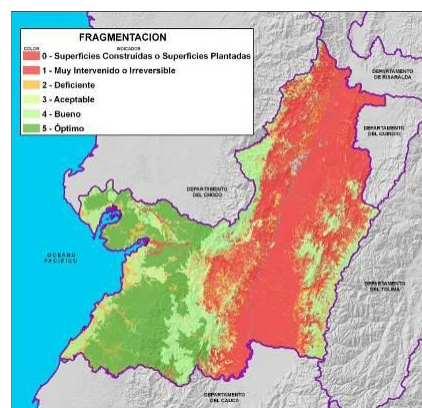 FRAGMENTACION
COLOR INDICADOR
0 - Superficies Construidas o Superficies Plantadas
1 - Muy Intervenido o Irreversible
2 - Deficiente
3 - Aceptable
4 - Bueno
5 - Óptimo
DEPARTAMENTO
DE RISARALDA
DEPARTAMENTO
DEL QUINDIO
DEPARTAMENTO
DEL CHOCO
OCEANO
PACIFICO
DEPARTAMENTO
DEL TOLIMA
DEPARTAMENTO
DEL CAUCA